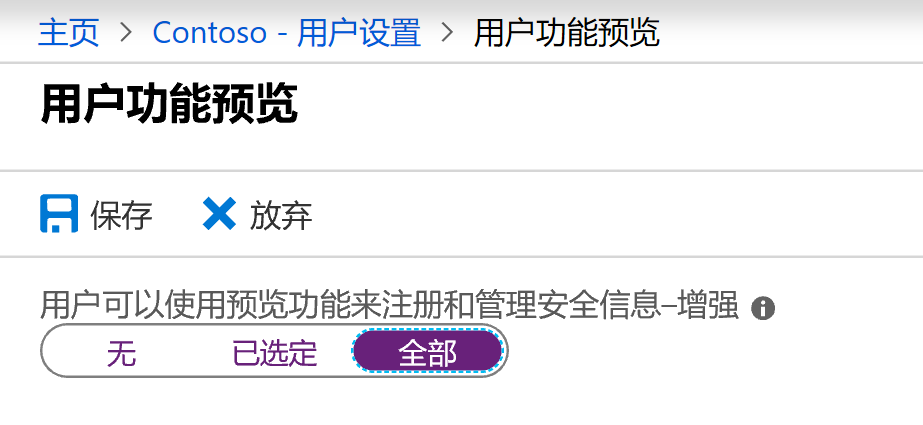 主页 > Contoso - 用户设置 > 用户功能预览
用户功能预览
保存 放弃
用户可以使用预览功能来注册和管理安全信息–增强
无 已选定 全部